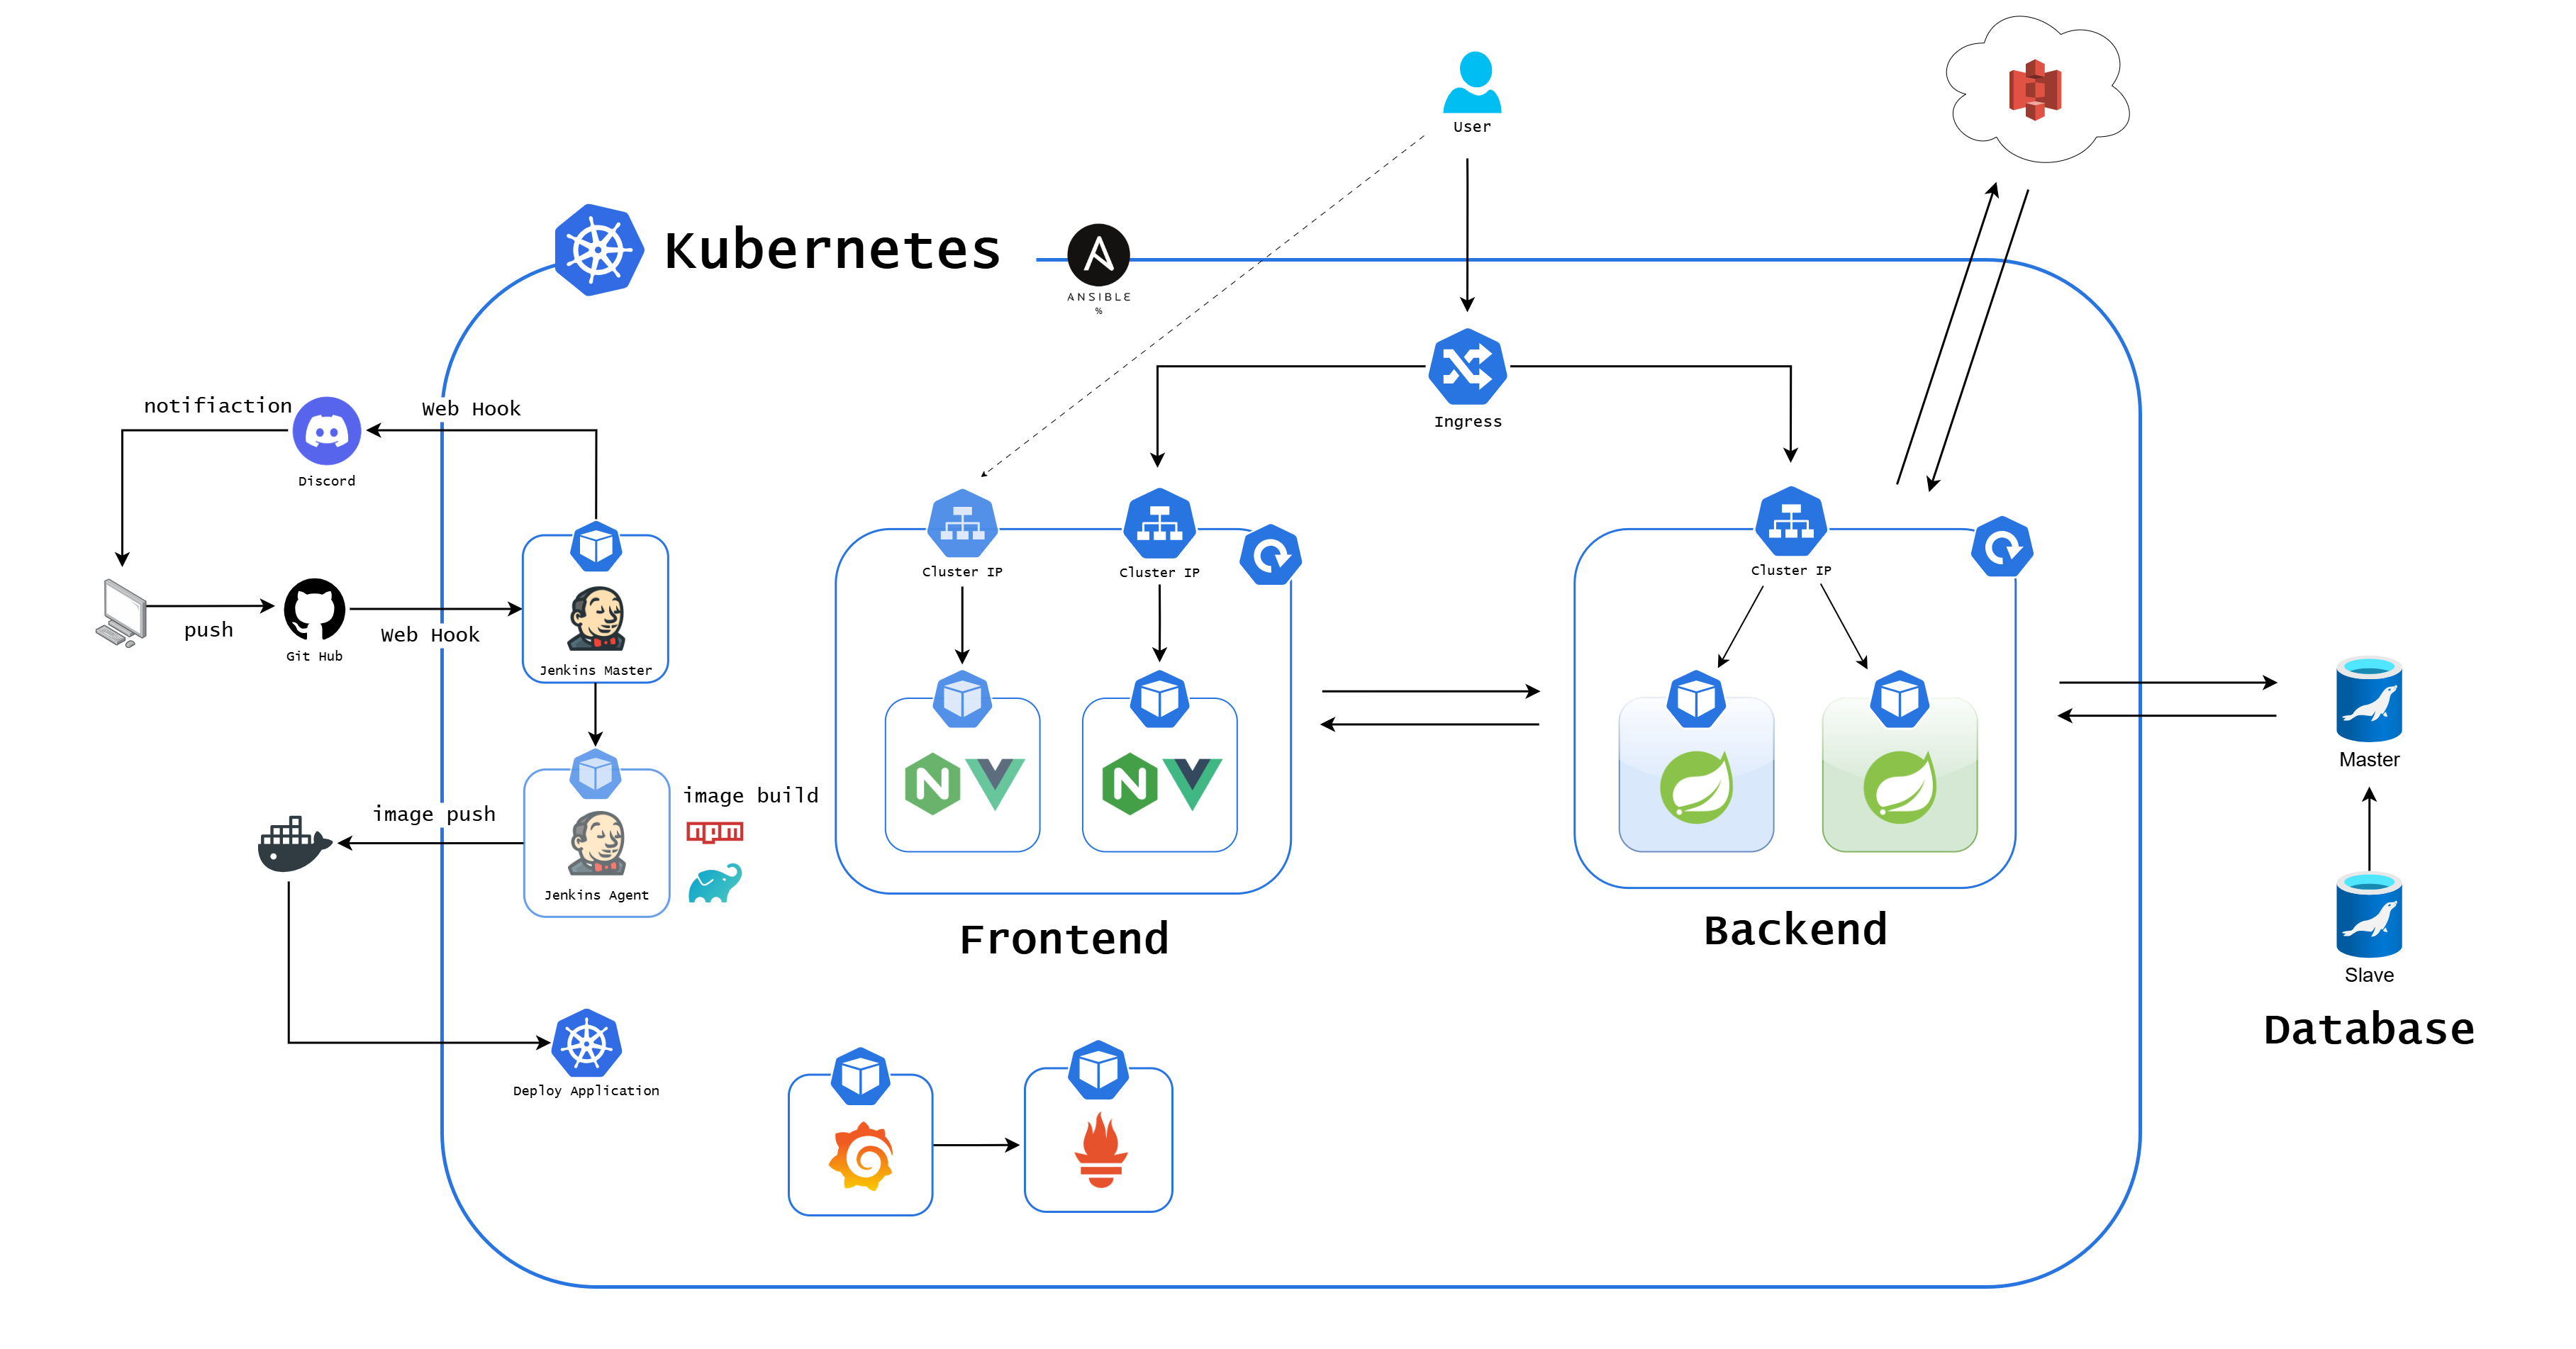 User
Kubernetes
ANSIBLE
%
notifiaction
Web Hook
Ingress
Discord
Cluster IP
Cluster IP
Cluster IP
push
Web Hook
Git Hub
Jenkins Master
N
N
Master
image build
image push
npm
Jenkins Agent
Frontend
Backend
Slave
Database
Deploy Application